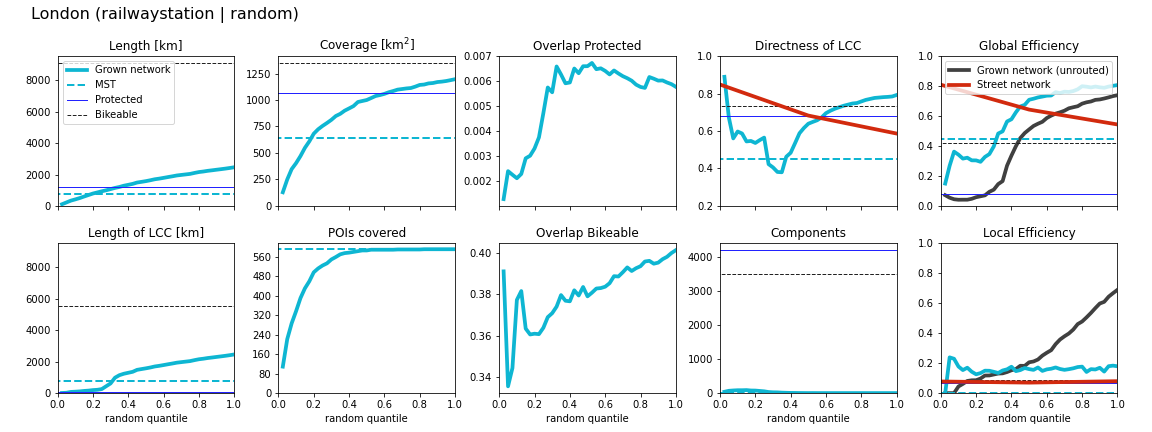 London (railwaystation | random)
Length [km]
Coverage [km²]
Overlap Protected
Directness of LCC
Global Efficiency
Grown network
MST
Protected
Bikeable
Grown network (unrouted)
Street network
8000
6000
4000
2000
0
1250
1000
750
500
250
0
0.007
0.006
0.005
0.004
0.003
0.002
1.0
0.8
0.6
0.4
0.2
1.0
0.8
0.6
0.4
0.2
0.0
Length of LCC [km]
POIs covered
Overlap Bikeable
Components
Local Efficiency
8000
6000
4000
2000
0
560
480
400
320
240
160
80
0
0.40
0.38
0.36
0.34
4000
3000
2000
1000
0
1.0
0.8
0.6
0.4
0.2
0.0
0.0 0.2 0.4 0.6 0.8 1.0
0.0 0.2 0.4 0.6 0.8 1.0
0.0 0.2 0.4 0.6 0.8 1.0
0.0 0.2 0.4 0.6 0.8 1.0
0.0 0.2 0.4 0.6 0.8 1.0
random quantile
random quantile
random quantile
random quantile
random quantile